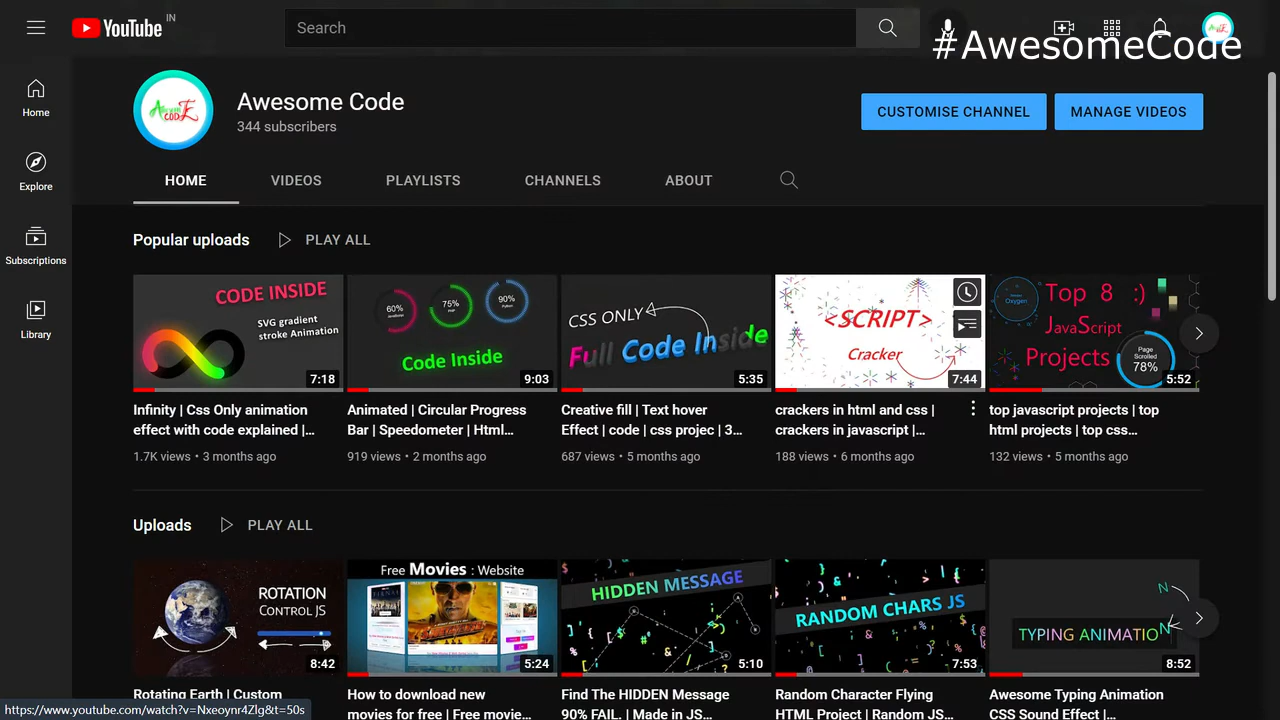 YouTube IN
Search
#AwesomeCode
Home
Explore
Subscriptions
Library
Awesome Code
344 subscribers
CUSTOMISE CHANNEL
MANAGE VIDEOS
HOME VIDEOS PLAYLISTS CHANNELS ABOUT
Popular uploads PLAY ALL
CODE INSIDE
SVG gradient
stroke Animation
7:18
Infinity | Css Only animation
effect with code explained |...
1.7K views • 3 months ago
60%
75%
90%
Code Inside
9:03
Animated | Circular Progress
Bar | Speedometer | Html...
919 views • 2 months ago
CSS ONLY
Full Code Inside
5:35
Creative fill | Text hover
Effect | code | css projec | 3...
687 views • 5 months ago
<SCRIPT>
Cracker
7:44
crackers in html and css |
crackers in javascript |...
188 views • 6 months ago
Oxygen
Top 8 :)
JavaScript
Projects
Page
Scrolled
78%
5:52
top javascript projects | top
html projects | top css...
132 views • 5 months ago
Uploads PLAY ALL
ROTATION
CONTROL JS
8:42
Rotating Earth | Custom
Free Movies : Website
5:24
How to download new
movies for free | Free movie...
HIDDEN MESSAGE
5:10
Find The HIDDEN Message
90% FAIL. | Made in JS...
RANDOM CHARS JS
7:53
Random Character Flying
HTML Project | Random JS...
N
TYPING ANIMATION
8:52
Awesome Typing Animation
CSS Sound Effect |...
https://www.youtube.com/watch?v=Nxeoynr4Zlg&t=50s